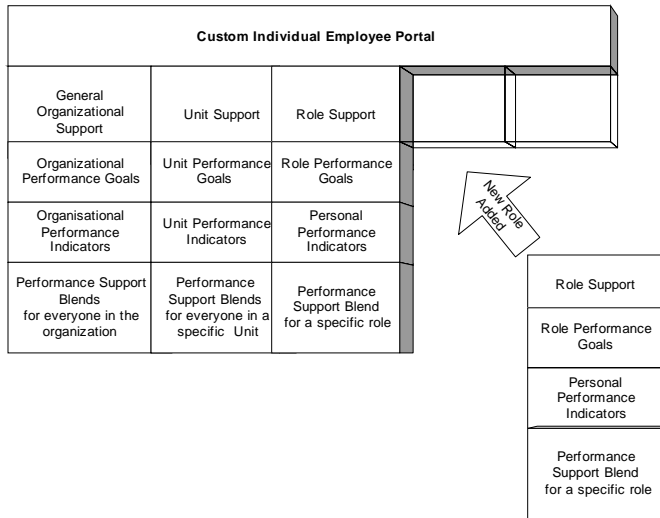 Custom Individual Employee Portal
General
Organizational
Support
Unit Support
Role Support
Organizational
Performance Goals
Unit Performance
Goals
Role Performance
Goals
Organisational
Performance
Indicators
Unit Performance
Indicators
Personal
Performance
Indicators
Performance Support
Blends
for everyone in the
organization
Performance
Support Blends
for everyone in a
specific Unit
Performance
Support Blend
for a specific role
New Role
Added
Role Support
Role Performance
Goals
Personal
Performance
Indicators
Performance
Support Blend
for a specific role